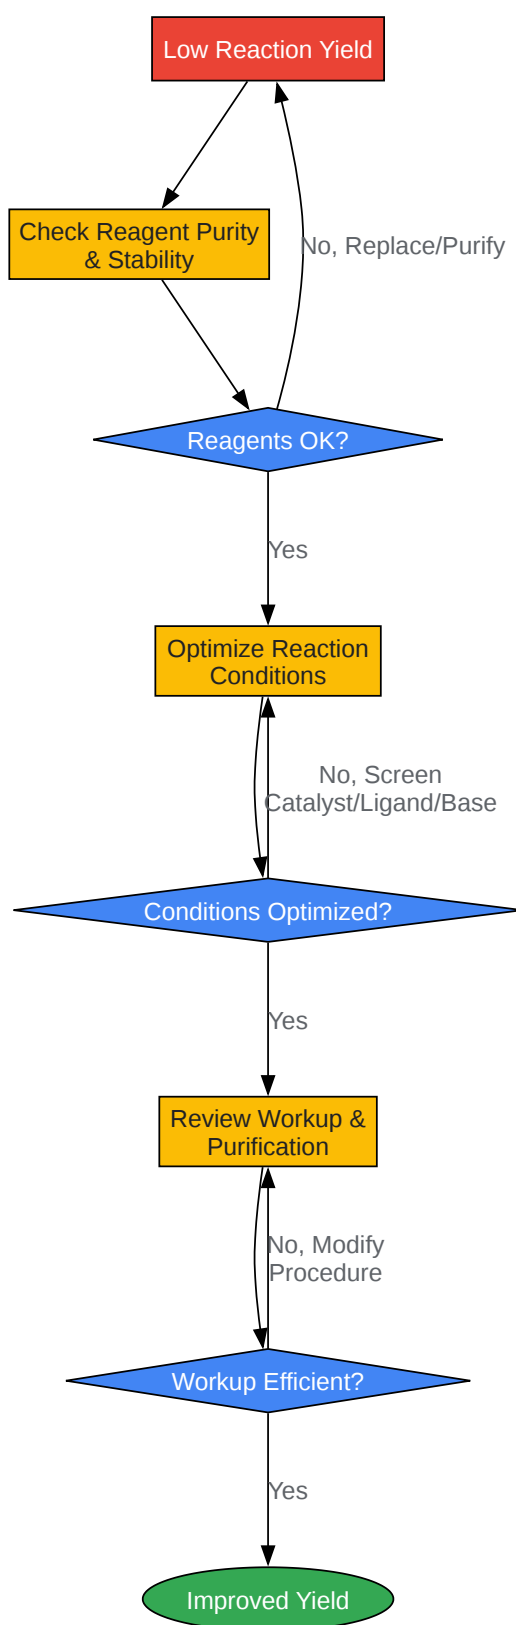 Low Reaction Yield
Check Reagent Purity
& Stability
No, Replace/Purify
Reagents OK?
Yes
Optimize Reaction
Conditions
No, Screen
Catalyst/Ligand/Base
Conditions Optimized?
Yes
Review Workup &
Purification
No, Modify
Procedure
Workup Efficient?
Yes
Improved Yield